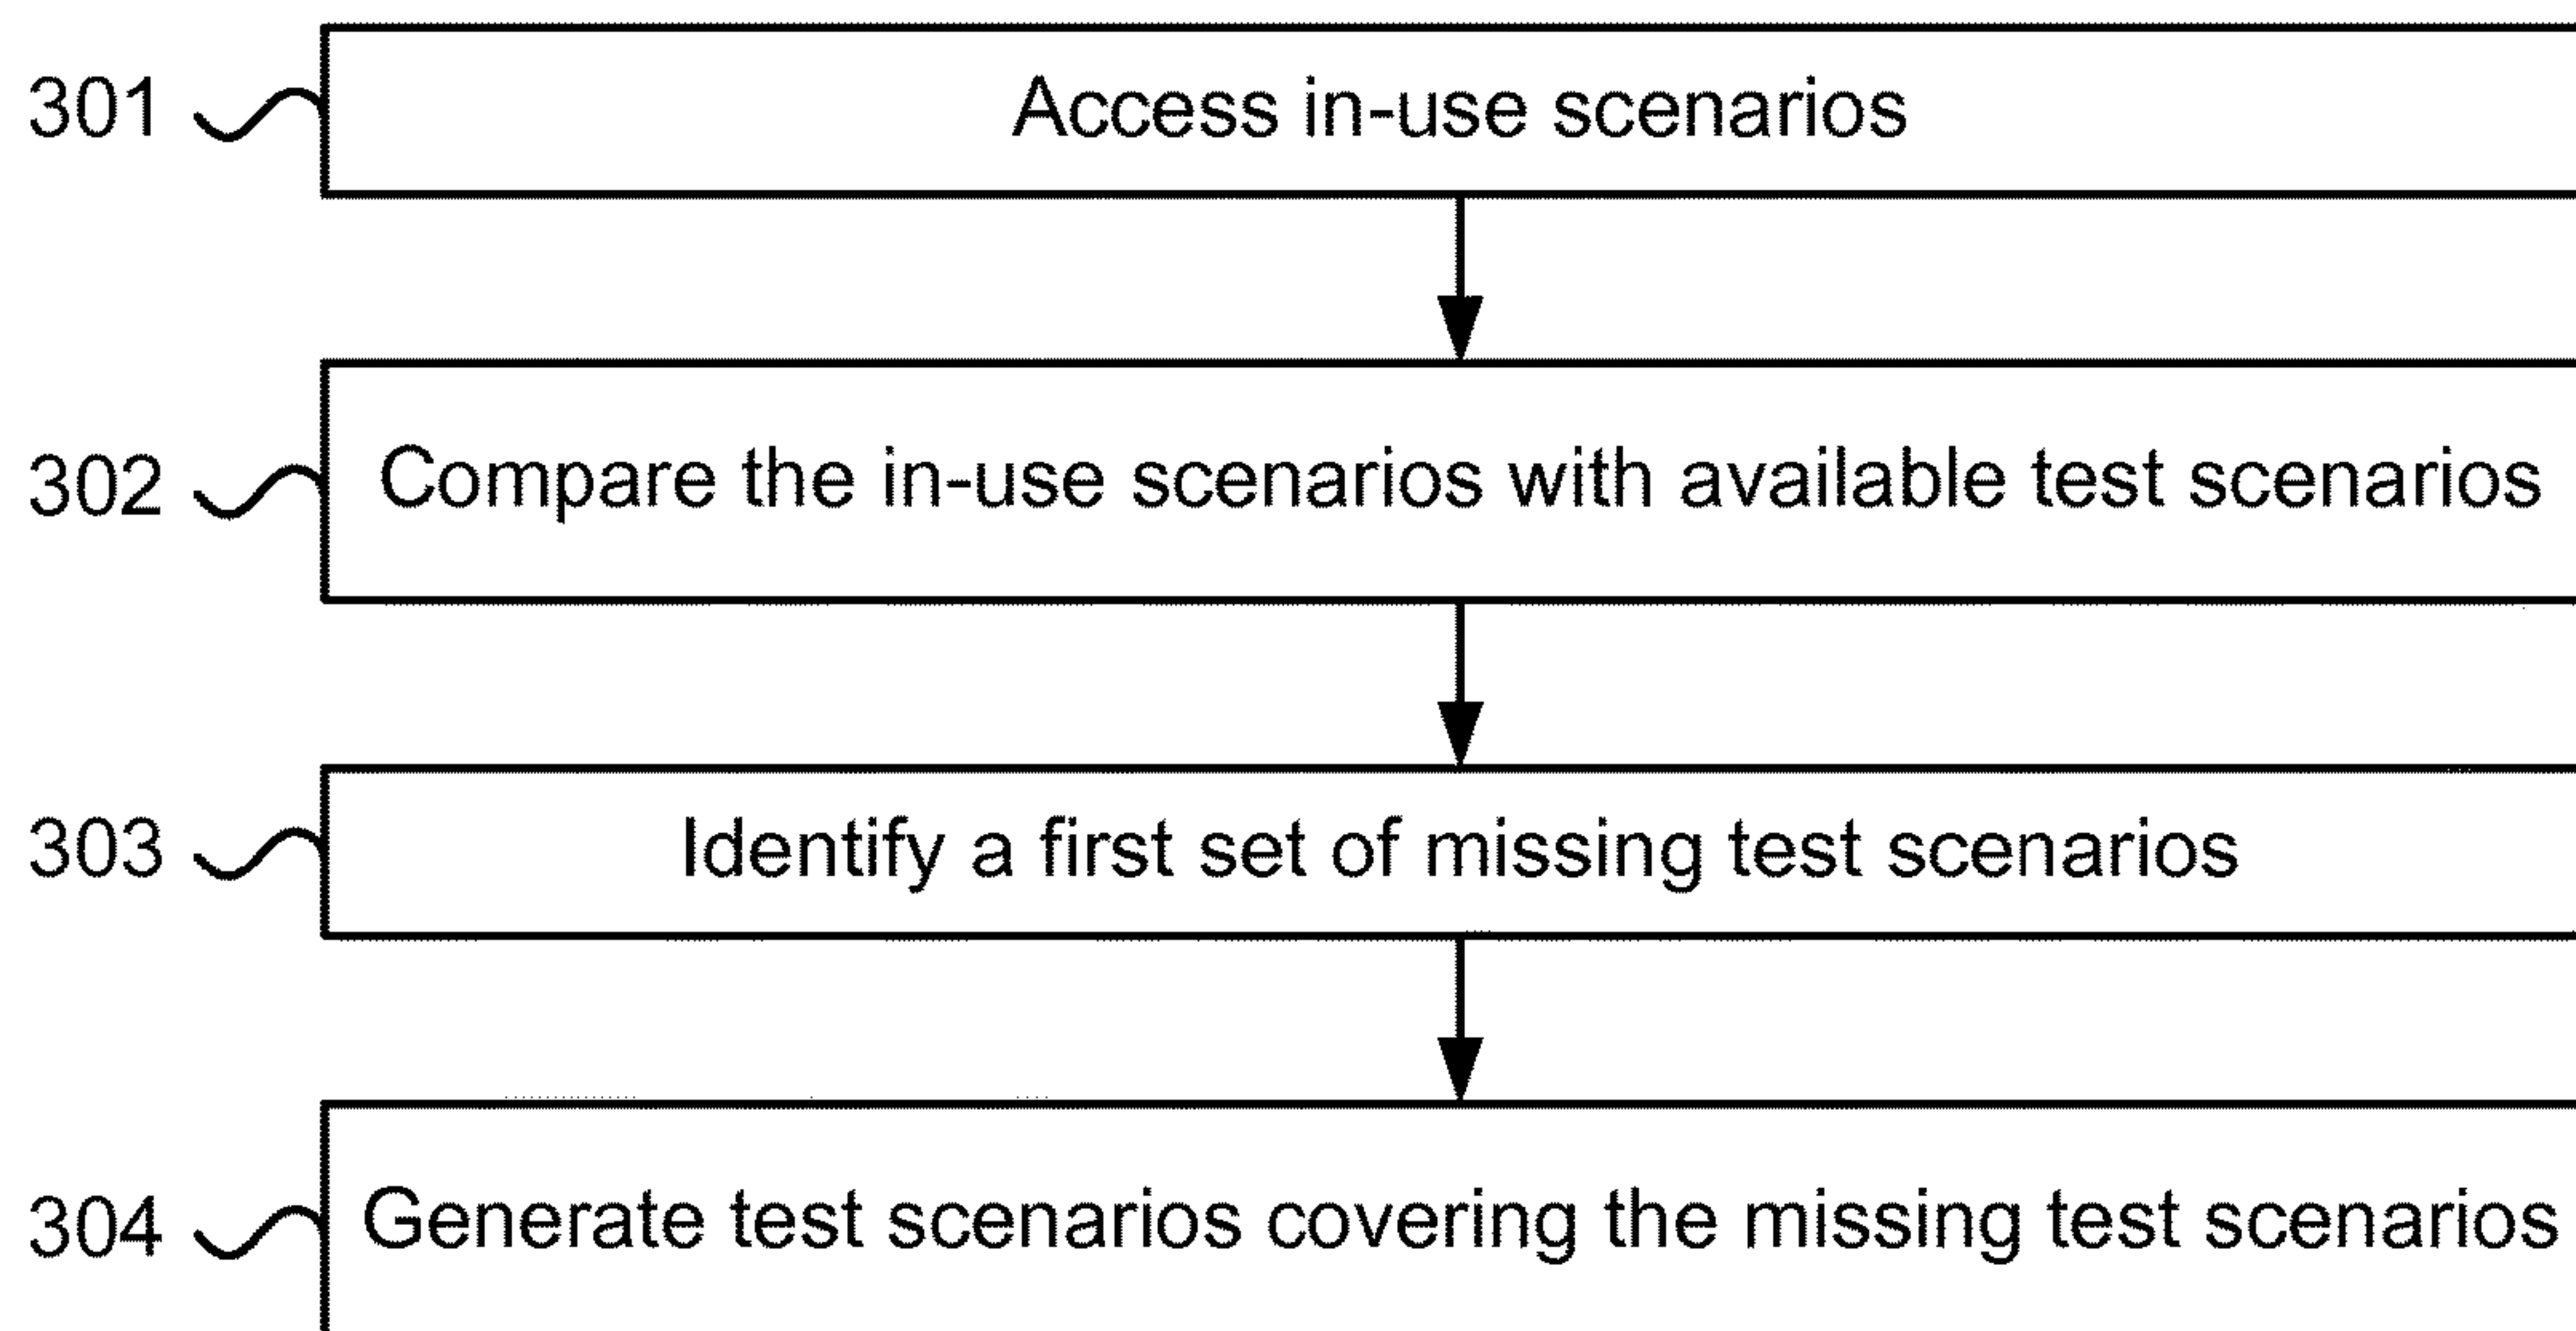 301 Access in-use scenarios
302 Compare the in-use scenarios with available test scenarios
303 Identify a first set of missing test scenarios
304 Generate test scenarios covering the missing test scenarios